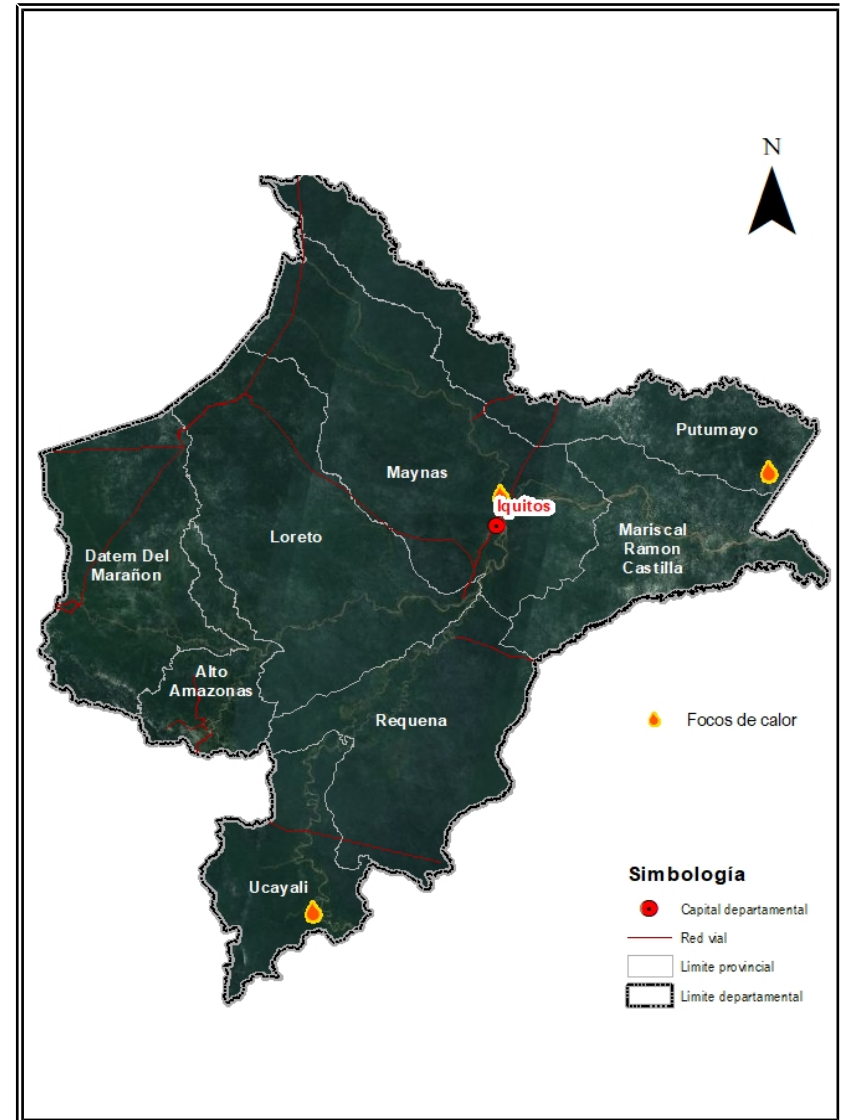 N
Putumayo
Maynas
Iquitos
Mariscal
Ramon
Castilla
Loreto
Datem Del
Marañon
Alto
Amazonas
Requena
Focos de calor
Ucayali
Simbología
Capital departamental
Red vial
Limite provincial
Limite departamental